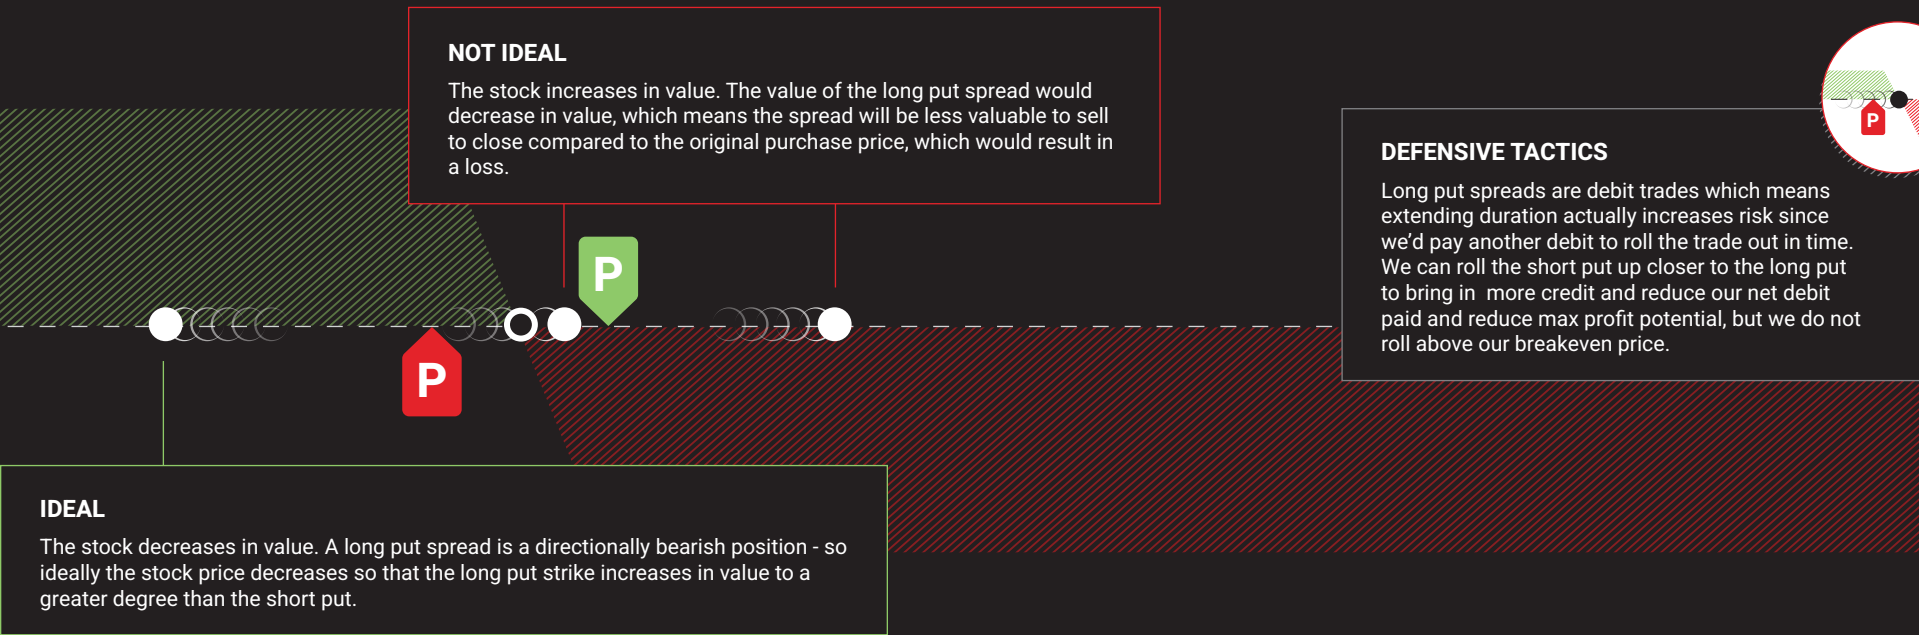 NOT IDEAL
The stock increases in value. The value of the long put spread would
decrease in value, which means the spread will be less valuable to sell
to close compared to the original purchase price, which would result in
a loss.
P
DEFENSIVE TACTICS
Long put spreads are debit trades which means
extending duration actually increases risk since
we’d pay another debit to roll the trade out in time.
We can roll the short put up closer to the long put
to bring in  more credit and reduce our net debit
paid and reduce max profit potential, but we do not
roll above our breakeven price.
P
P
IDEAL
The stock decreases in value. A long put spread is a directionally bearish position - so
ideally the stock price decreases so that the long put strike increases in value to a
greater degree than the short put.